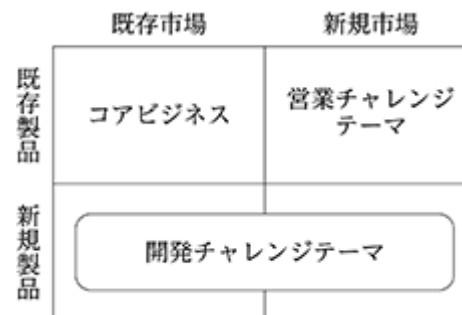 既存市場
新規市場
既存製品
コアビジネス
営業チャレンジ
テーマ
新規製品
開発チャレンジテーマ